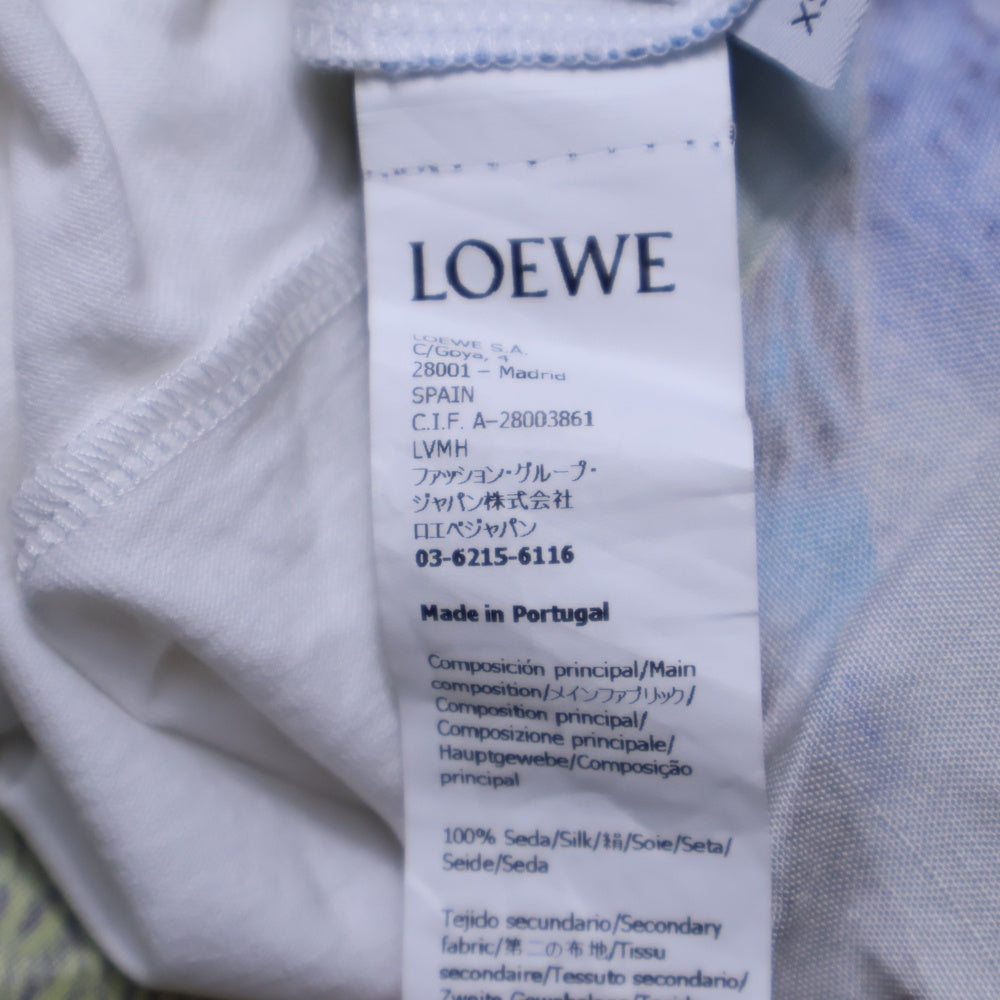 XS
LOEWE
LOEWE S.A.
C/Goya, 4
28001 - Madrid
SPAIN
C.I.F. A-28003861
LVMH
ファッション・グループ・
ジャパン株式会社
ロエベジャパン
03-6215-6116
Made in Portugal
Composición principal/Main
composition/メインファブリック/
Composition principal/
Composizione principale/
Hauptgewebe/Composição
principal
100% Seda/Silk/絹/Soie/Seta/
Seide/Seda
Tejido secundario/Secondary
fabric/第二の布地/Tissu
secondaire/Tessuto secondario/
Zweite